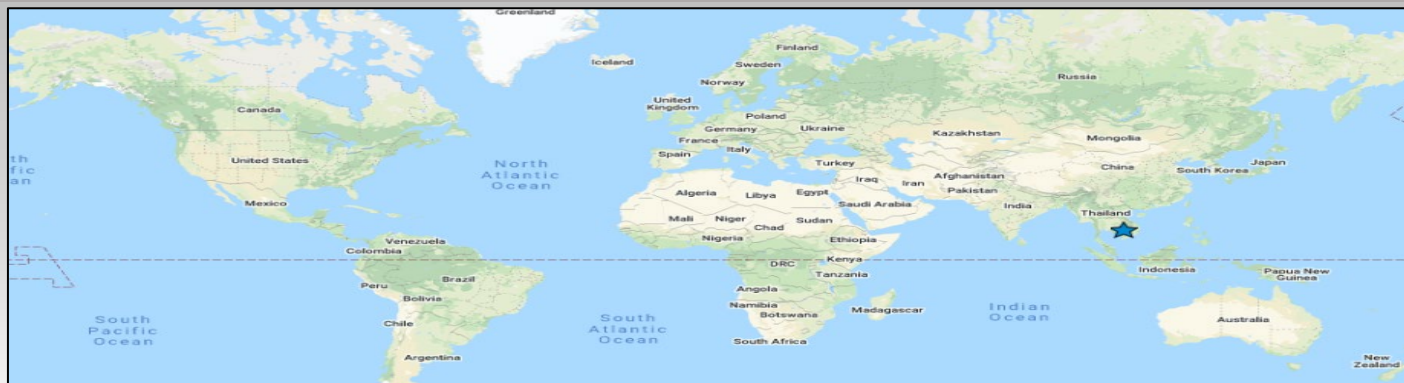 Greenland
Iceland
Finland
Sweden
Norway
Russia
Canada
United
Kingdom
Poland
Germany
Ukraine
Kazakhstan
Mongolia
France
Italy
Spain
Turkey
United States
North
Atlantic
Ocean
th
fic
an
China
South Korea
Japan
Afghanistan
Iraq
Iran
Pakistan
Algeria
Libya
Egypt
Saudi Arabia
India
Mexico
Mali
Niger
Chad
Sudan
Thailand
Nigeria
Ethiopia
Venezuela
Colombia
Kenya
DRC
Tanzania
Indonesia
Papua New
Guinea
Brazil
Peru
Bolivia
Angola
Namibia
Botswana
Madagascar
Indian
Ocean
South
Pacific
Ocean
Chile
South
Atlantic
Ocean
Australia
South Africa
Argentina
New
Zealand